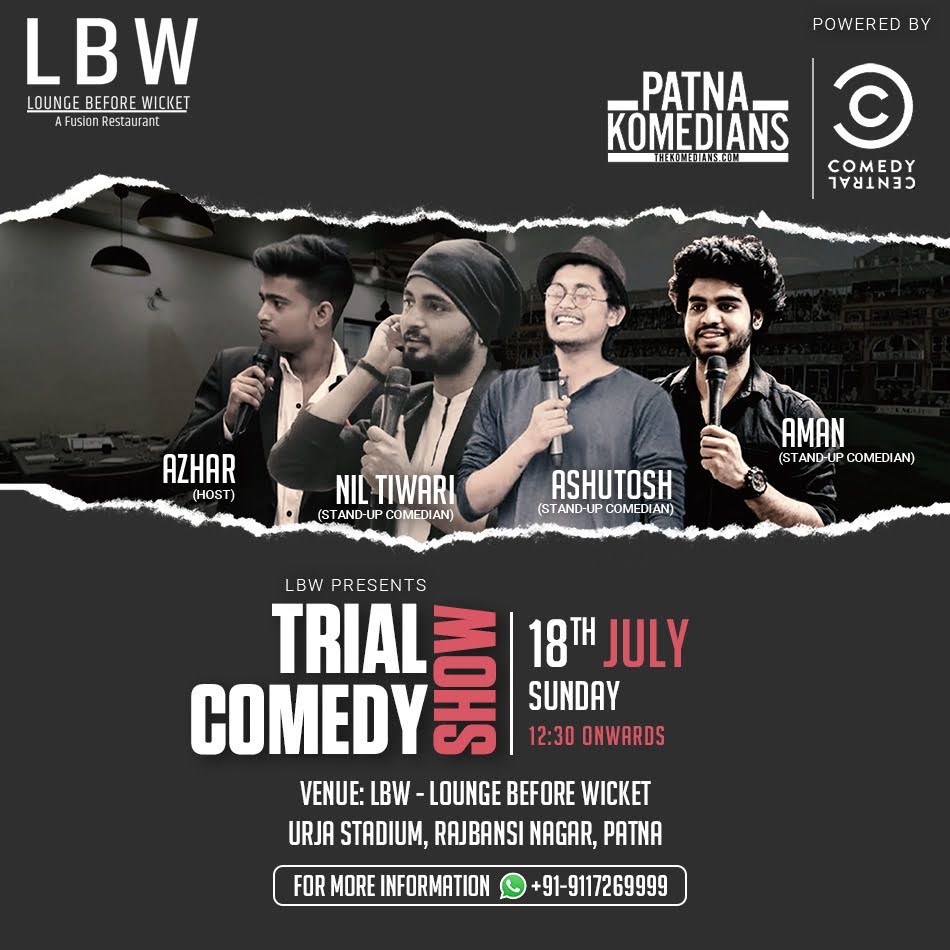 LBW
LOUNGE BEFORE WICKET
A Fusion Restaurant
POWERED BY
PATNA
KOMEDIANS
THEKOMEDIANS.COM
COMEDY
CENTRAL
AZHAR
(HOST)
NIL TIWARI
(STAND-UP COMEDIAN)
ASHUTOSH
(STAND-UP COMEDIAN)
AMAN
(STAND-UP COMEDIAN)
LBW PRESENTS
TRIAL
COMEDY
SHOW
18TH JULY
SUNDAY
12:30 ONWARDS
VENUE: LBW - LOUNGE BEFORE WICKET
URJA STADIUM, RAJBANSI NAGAR, PATNA
FOR MORE INFORMATION +91-9117269999